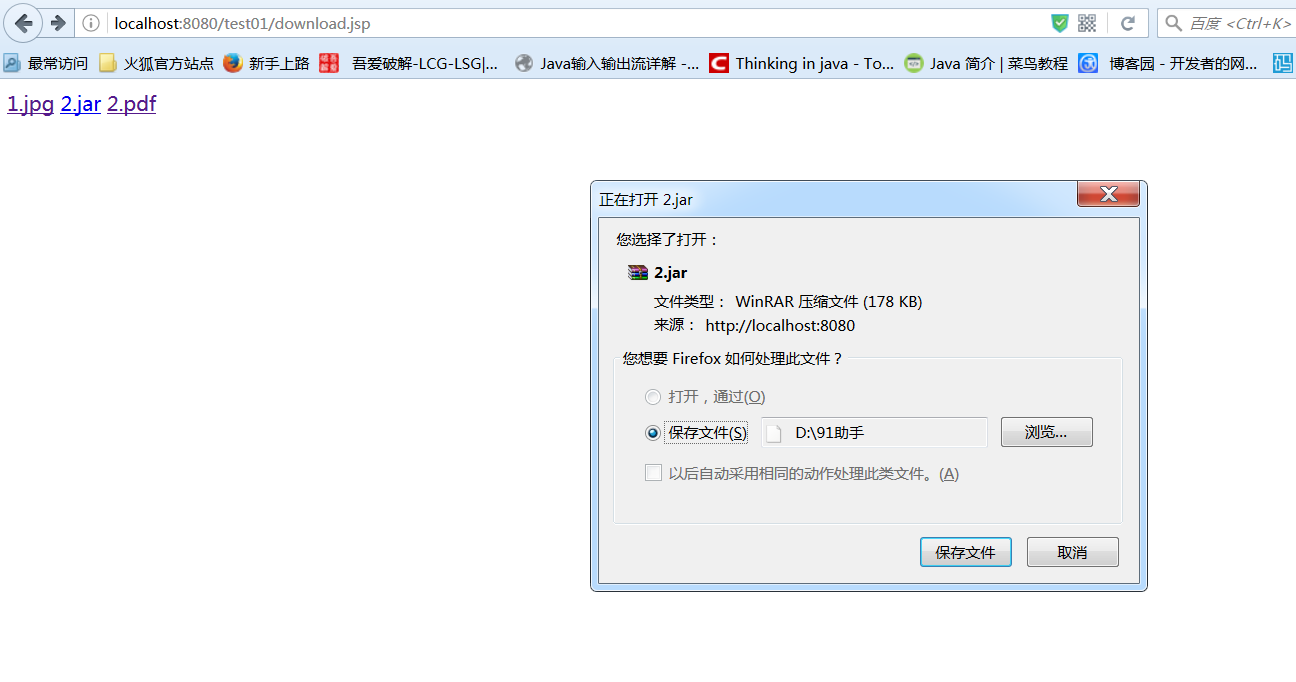 localhost:8080/test01/download.jsp 百度 <Ctrl+K>
最常访问 火狐官方站点 新手上路 吾爱破解-LCG-LSG|... Java输入输出流详解 -... Thinking in java - To... Java 简介 | 菜鸟教程 博客园 - 开发者的网...
1.jpg 2.jar 2.pdf
正在打开 2.jar
您选择了打开：
2.jar
文件类型： WinRAR 压缩文件 (178 KB)
来源： http://localhost:8080
您想要 Firefox 如何处理此文件？
打开，通过(O)
保存文件(S) D:\91助手 浏览...
以后自动采用相同的动作处理此类文件。(A)
保存文件 取消